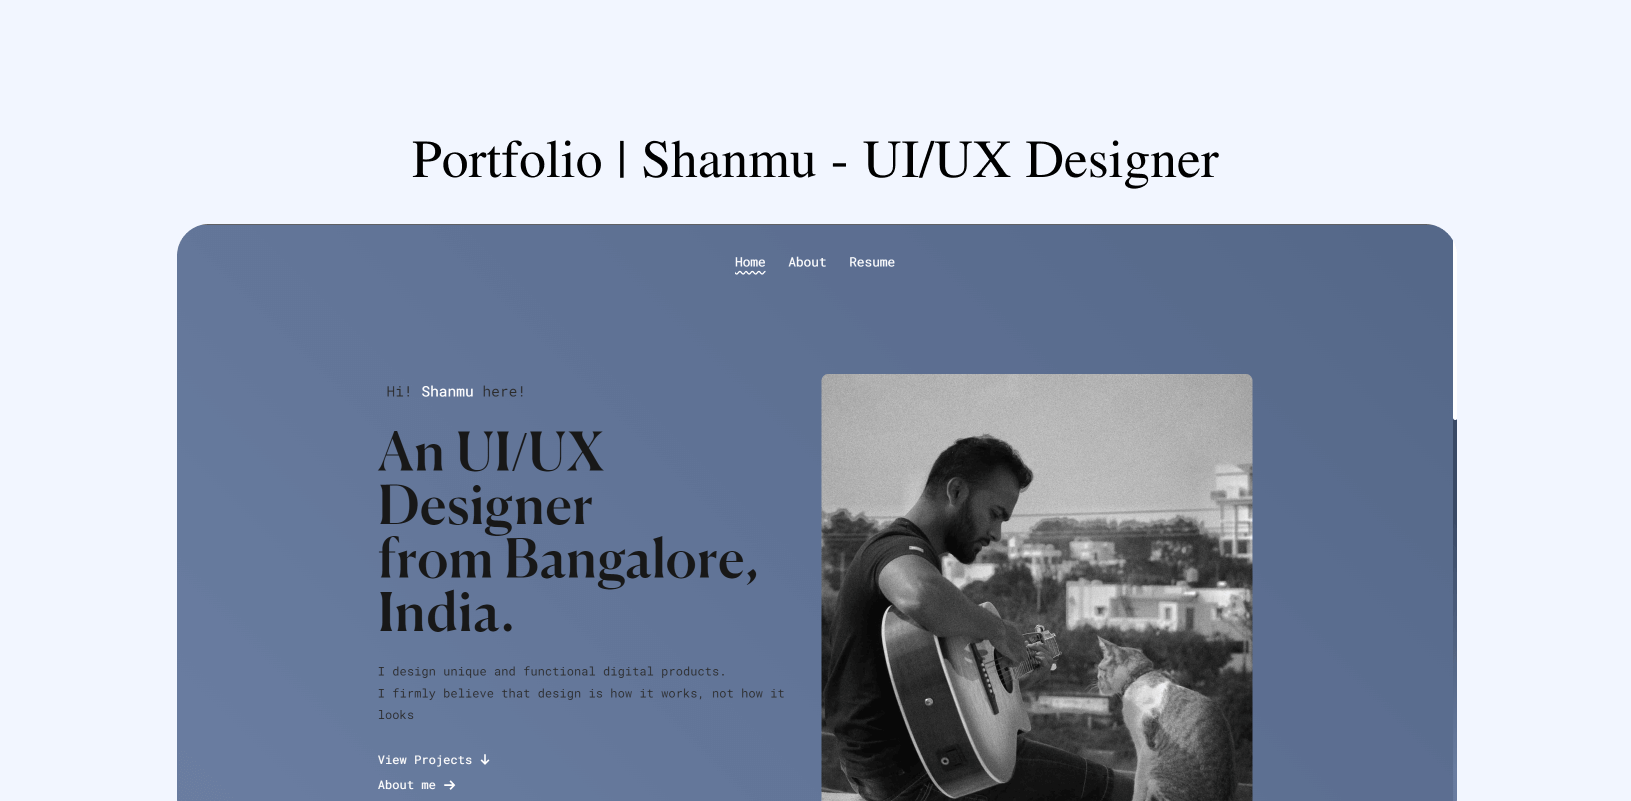 Portfolio | Shanmu - UI/UX Designer
Home About Resume
Hi! Shanmu here!
An UI/UX
Designer
from Bangalore,
India.
I design unique and functional digital products.
I firmly believe that design is how it works, not how it
looks
View Projects ↓
About me →